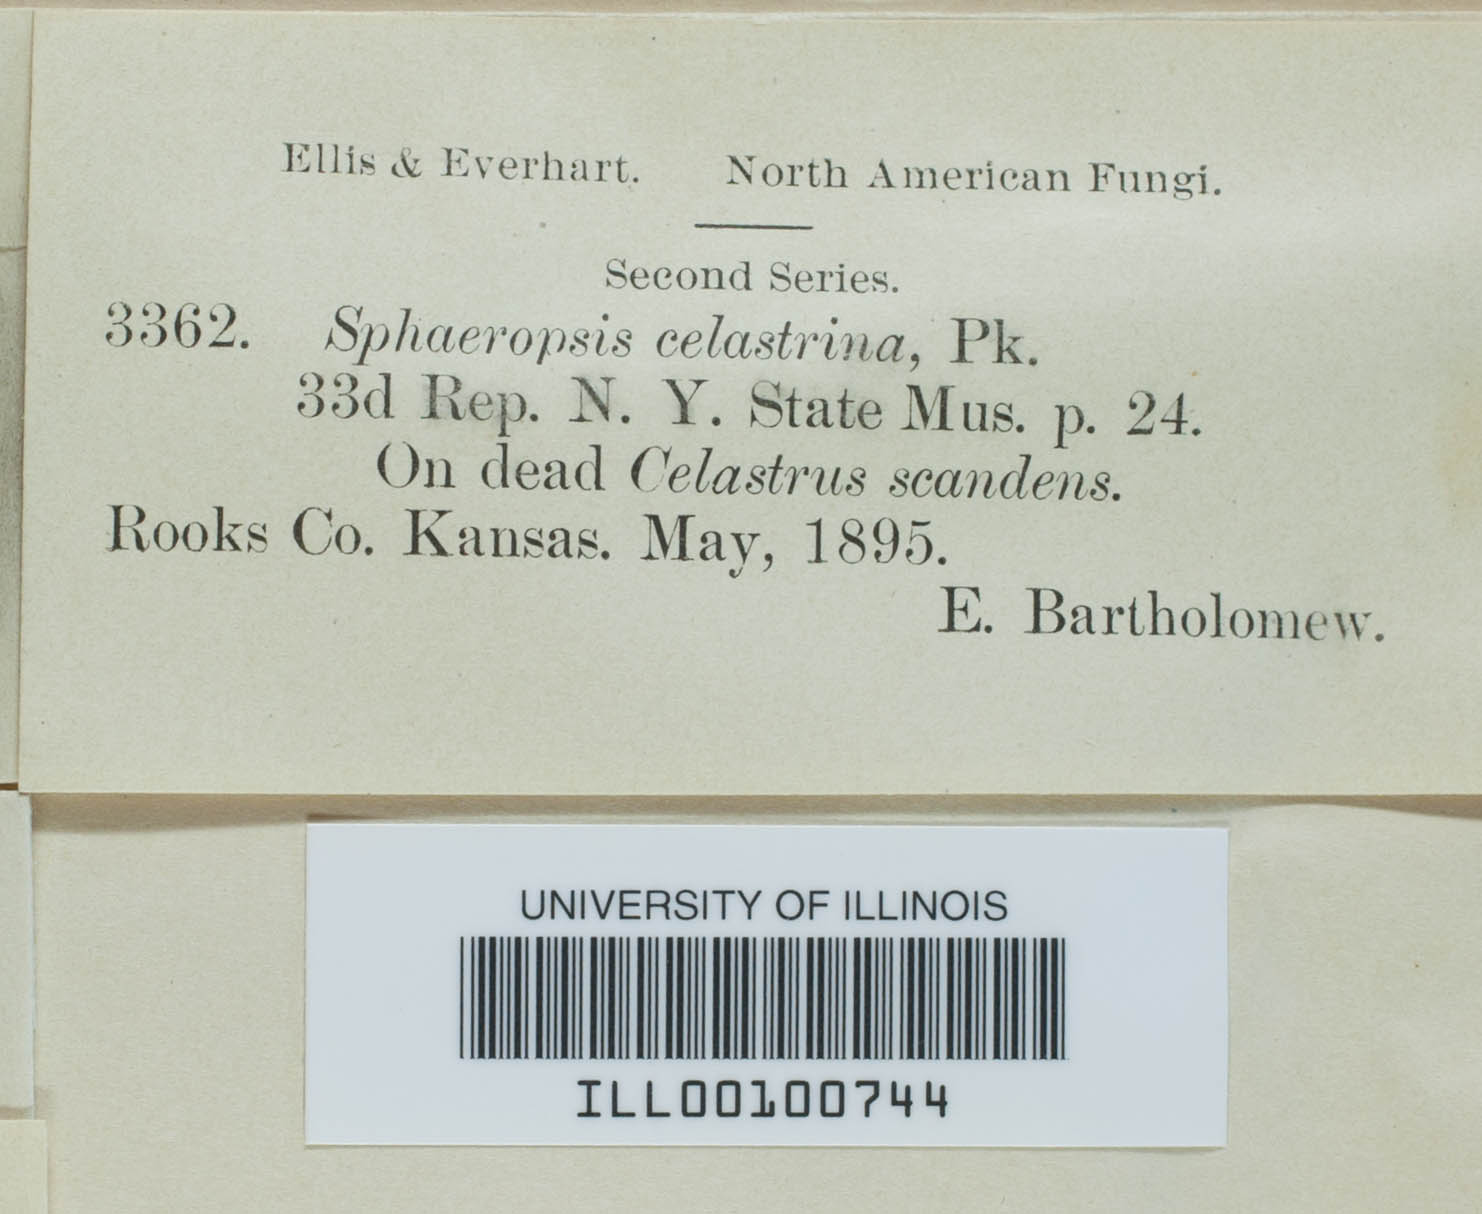 Ellis & Everhart. North American Fungi.
Second Series.
3362. Sphaeropsis celastrina, Pk.
33d Rep. N. Y. State Mus. p. 24.
On dead Celastrus scandens.
Rooks Co. Kansas. May, 1895.
E. Bartholomew.
UNIVERSITY OF ILLINOIS
ILL00100744